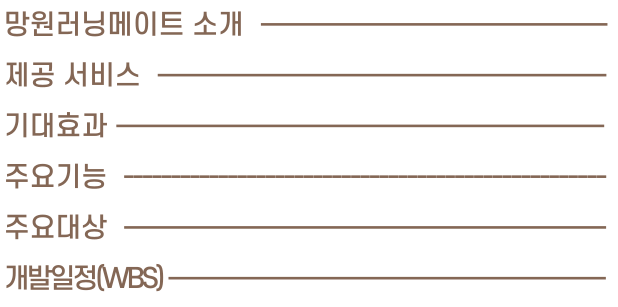 망원러닝메이트 소개
제공 서비스
기대효과
주요기능
주요대상
개발일정(WBS)